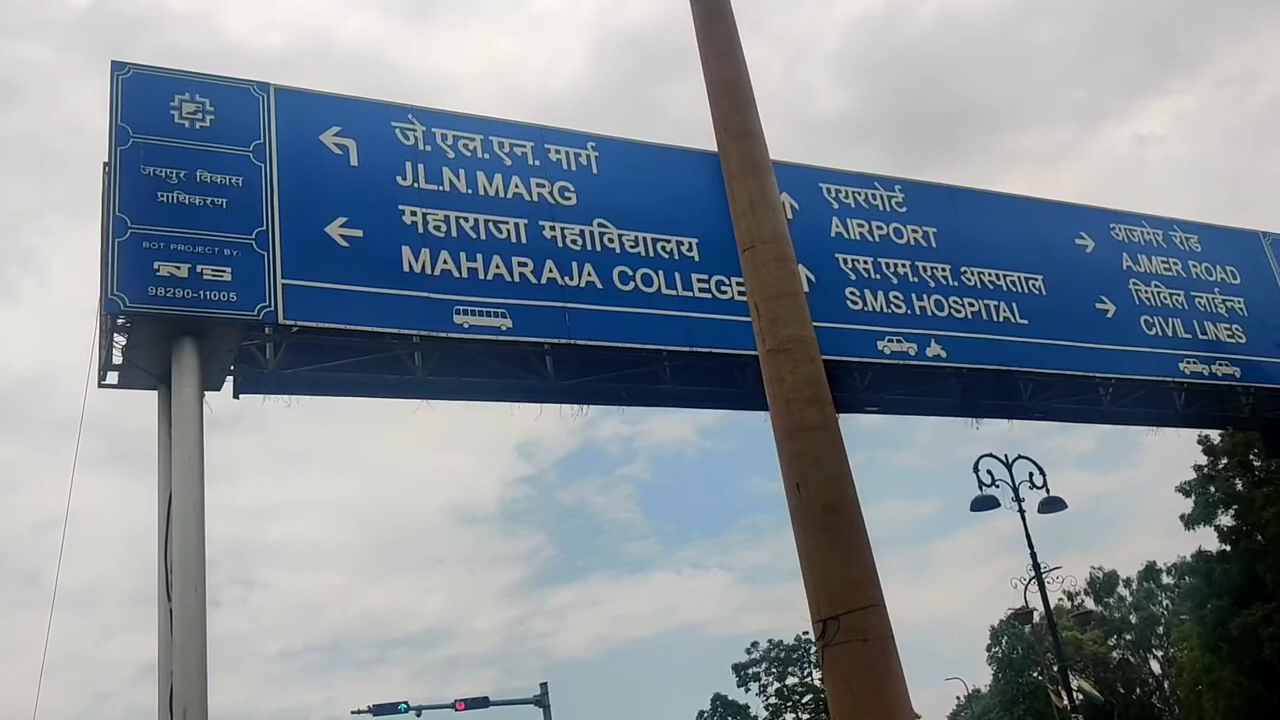 जयपुर विकास
प्राधिकरण
BOT PROJECT BY:
NS
98290-11005
जे.एल.एन. मार्ग
J.L.N. MARG
महाराजा महाविद्यालय
MAHARAJA COLLEGE
एयरपोर्ट
AIRPORT
एस.एम.एस. अस्पताल
S.M.S. HOSPITAL
अजमेर रोड
AJMER ROAD
सिविल लाईन्स
CIVIL LINES